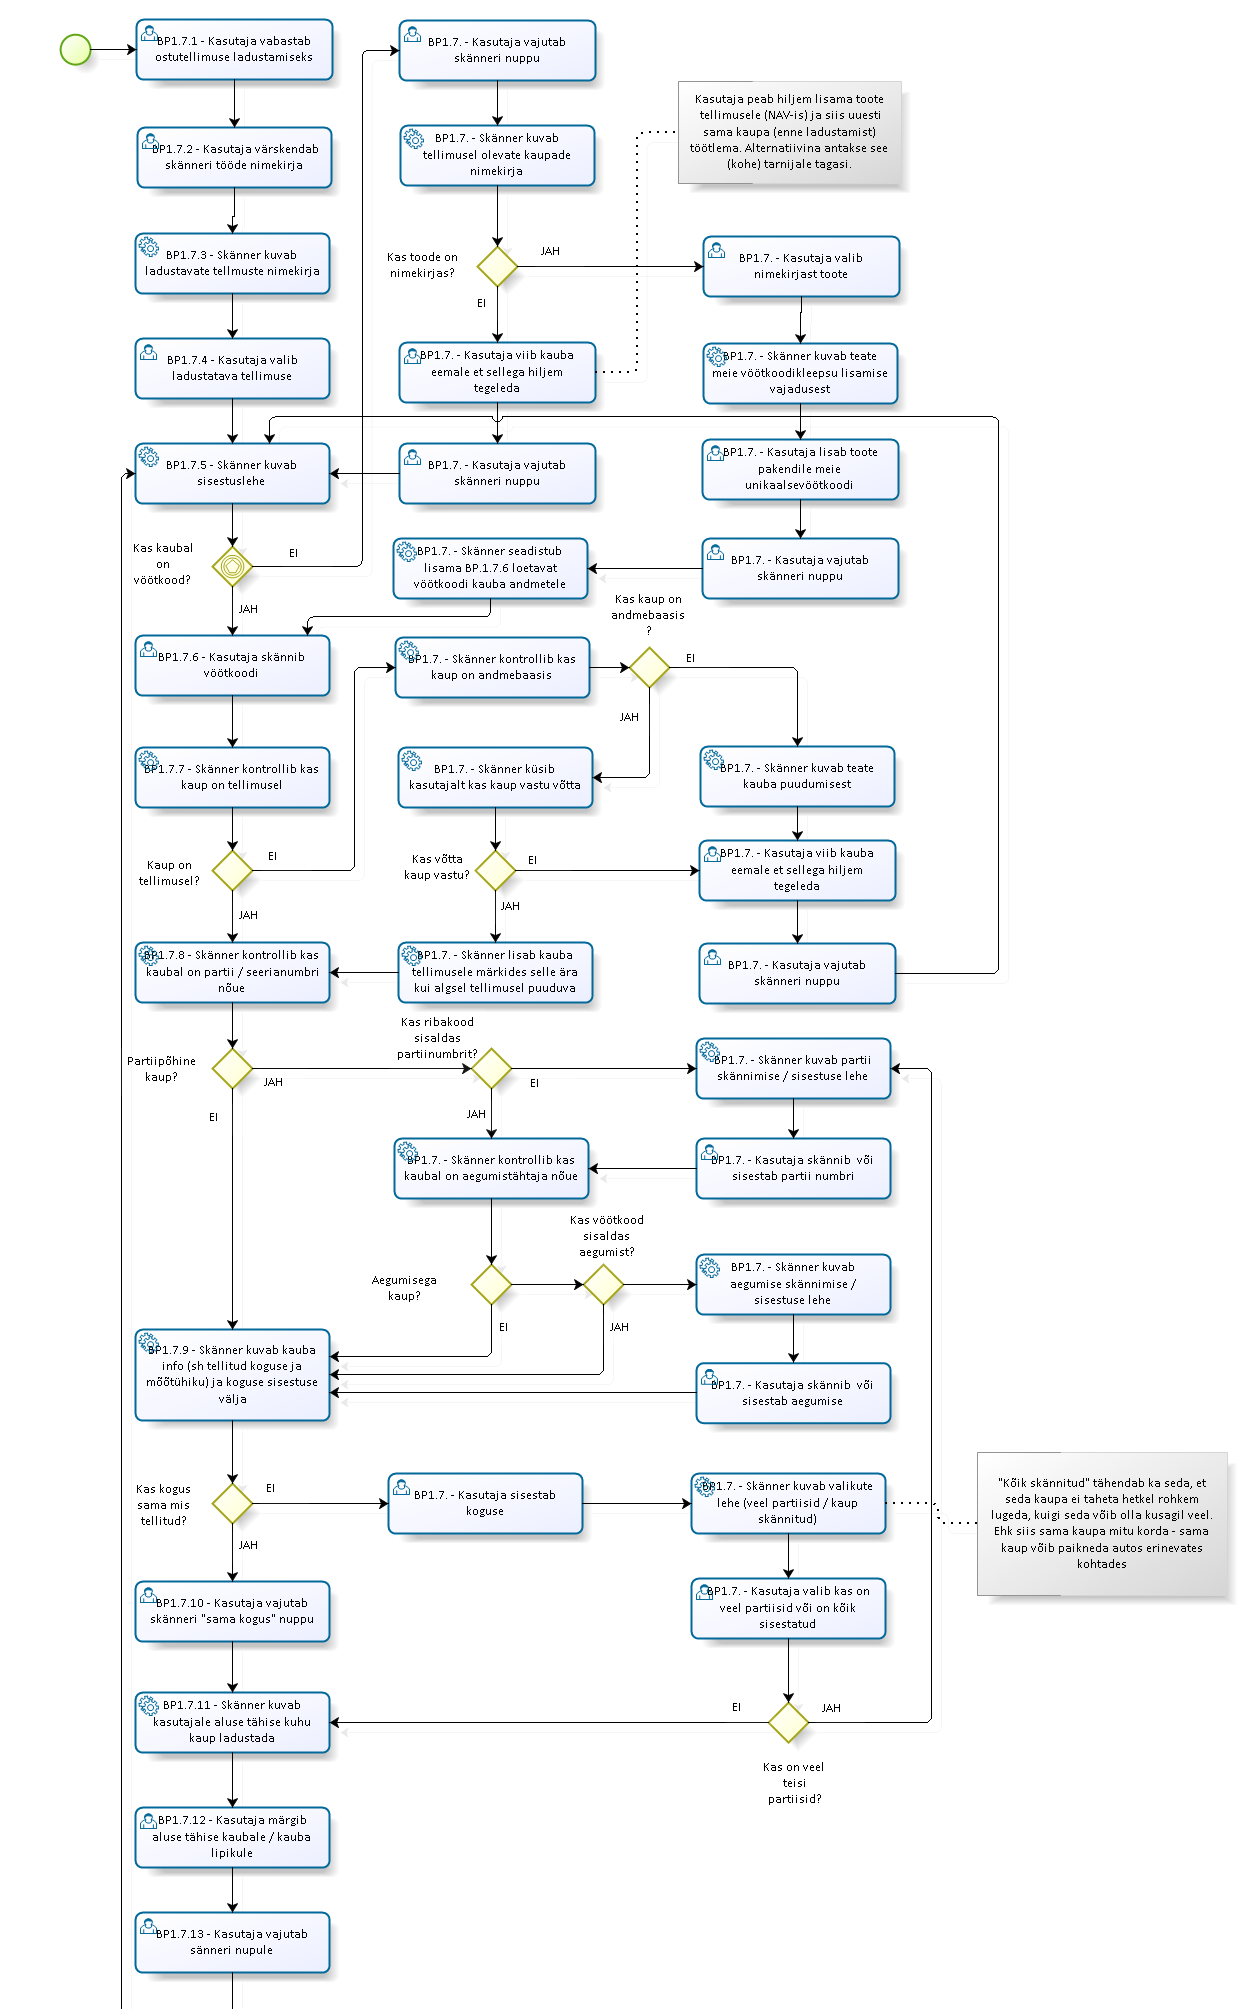 BP1.7.1 - Kasutaja vabastab
ostutellimuse ladustamiseks
BP1.7. - Kasutaja vajutab
skänneri nuppu
Kasutaja peab hiljem lisama toote
tellimusele (NAV-is) ja siis uuesti
sama kaupa (enne ladustamist)
töötlema. Alternatiivina antakse see
(kohe) tarnijale tagasi.
BP1.7.2 - Kasutaja värskendab
skänneri tööde nimekirja
BP1.7. - Skänner kuvab
tellimusel olevate kaupade
nimekirja
BP1.7.3 - Skänner kuvab
ladustavate tellmuste nimekirja
Kas toode on
nimekirjas?
JAH
EI
BP1.7. - Kasutaja valib
nimekirjast toote
BP1.7.4 - Kasutaja valib
ladustatava tellimuse
BP1.7. - Kasutaja viib kauba
eemale et sellega hiljem
tegeleda
BP1.7. - Skänner kuvab teate
meie vöötkoodikleepsu lisamise
vajadusest
BP1.7.5 - Skänner kuvab
sisestuslehe
BP1.7. - Kasutaja vajutab
skänneri nuppu
BP1.7. - Kasutaja lisab toote
pakendile meie
unikaalsevöötkoodi
Kas kaubal
on
vöötkood?
EI
JAH
BP1.7. - Skänner seadistub
lisama BP.1.7.6 loetavat
vöötkoodi kauba andmetele
BP1.7. - Kasutaja vajutab
skänneri nuppu
Kas kaup on
andmebaasis
?
BP1.7.6 - Kasutaja skännib
vöötkoodi
BP1.7. - Skänner kontrollib kas
kaup on andmebaasis
EI
JAH
BP1.7.7 - Skänner kontrollib kas
kaup on tellimusel
BP1.7. - Skänner küsib
kasutajalt kas kaup vastu võtta
BP1.7. - Skänner kuvab teate
kauba puudumisest
Kaup on
tellimusel?
EI
JAH
Kas võtta
kaup vastu?
EI
JAH
BP1.7. - Kasutaja viib kauba
eemale et sellega hiljem
tegeleda
BP1.7.8 - Skänner kontrollib kas
kaubal on partii / seerianumbri
nõue
BP1.7. - Skänner lisab kauba
tellimusele märkides selle ära
kui algsel tellimusel puuduva
BP1.7. - Kasutaja vajutab
skänneri nuppu
Partiipõhine
kaup?
JAH
EI
Kas ribakood
sisaldas
partiinumbrit?
EI
JAH
BP1.7. - Skänner kuvab partii
skännimise / sisestuse lehe
BP1.7. - Skänner kontrollib kas
kaubal on aegumistähtaja nõue
BP1.7. - Kasutaja skännib  või
sisestab partii numbri
Kas vöötkood
sisaldas
aegumist?
Aegumisega
kaup?
EI
JAH
BP1.7. - Skänner kuvab
aegumise skännimise /
sisestuse lehe
BP1.7.9 - Skänner kuvab kauba
info (sh tellitud koguse ja
mõõtühiku) ja koguse sisestuse
välja
BP1.7. - Kasutaja skännib  või
sisestab aegumise
Kas kogus
sama mis
tellitud?
EI
JAH
BP1.7. - Kasutaja sisestab
koguse
BP1.7. - Skänner kuvab valikute
lehe (veel partiisid / kaup
skännitud)
"Kõik skännitud" tähendab ka seda, et
seda kaupa ei taheta hetkel rohkem
lugeda, kuigi seda võib olla kusagil veel.
Ehk siis sama kaupa mitu korda - sama
kaup võib paikneda autos erinevates
kohtades
BP1.7.10 - Kasutaja vajutab
skänneri "sama kogus" nuppu
BP1.7. - Kasutaja valib kas on
veel partiisid või on kõik
sisestatud
BP1.7.11 - Skänner kuvab
kasutajale aluse tähise kuhu
kaup ladustada
EI
JAH
Kas on veel
teisi
partiisid?
BP1.7.12 - Kasutaja märgib
aluse tähise kaubale / kauba
lipikule
BP1.7.13 - Kasutaja vajutab
sänneri nupule